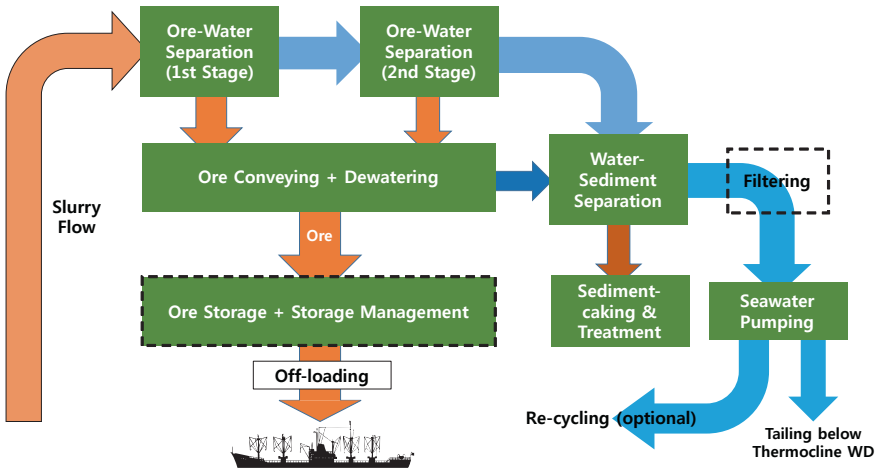 Ore-Water
Separation
(1st Stage)
Ore-Water
Separation
(2nd Stage)
Ore Conveying + Dewatering
Water-
Sediment
Separation
Filtering
Slurry
Flow
Ore
Ore Storage + Storage Management
Sediment-
caking &
Treatment
Seawater
Pumping
Off-loading
Re-cycling (optional)
Tailing below
Thermocline WD